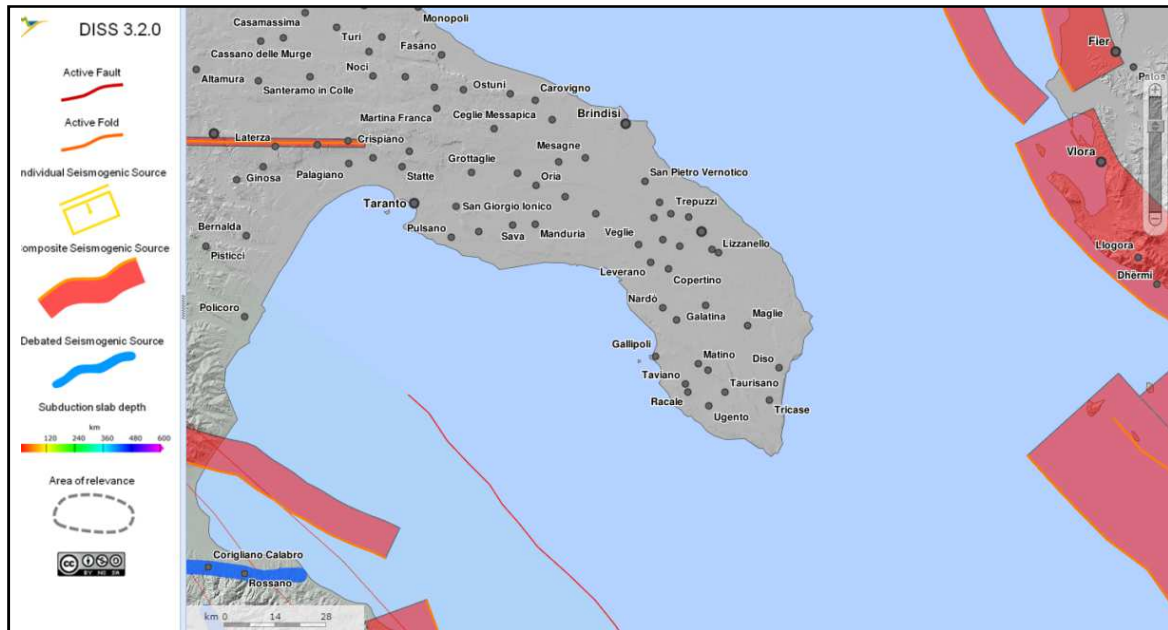 DISS 3.2.0
Active Fault
Active Fold
ndividual Seismogenic Source
omposite Seismogenic Source
Debated Seismogenic Source
Subduction slab depth
km
120 240 360 480 600
Area of relevance
CC
BY NC SA
Casamassima
Monopoli
Turi
Fasano
Cassano delle Murge
Noci
Altamura
Santeramo in Colle
Ostuni
Carovigno
Martina Franca
Ceglie Messapica
Brindisi
Laterza
Crispiano
Mesagne
Grottaglie
Ginosa
Palagiano
Statte
Oria
San Pietro Vernotico
Taranto
San Giorgio Ionico
Trepuzzi
Bernalda
Pulsano
Sava
Manduria
Veglie
Lizzanello
Pisticci
Leverano
Copertino
Policoro
Nardò
Galatina
Maglie
Gallipoli
Matino
Diso
Taviano
Taurisano
Racale
Ugento
Tricase
Fier
Vlora
Llogora
Dhërmi
Corigliano Calabro
Rossano
km 0 14 28